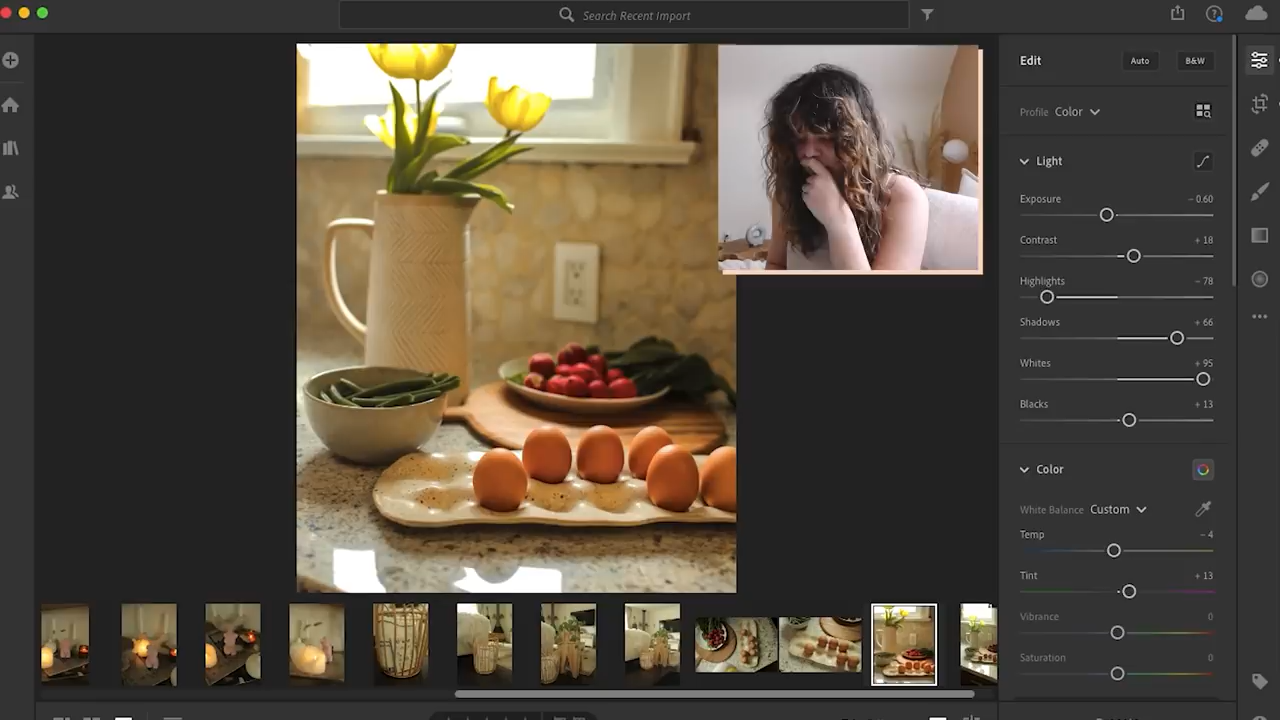 Search Recent Import
Edit
Auto
B&W
Profile Color
Light
Exposure - 0.60
Contrast + 18
Highlights - 78
Shadows + 66
Whites + 95
Blacks + 13
Color
White Balance Custom
Temp - 4
Tint + 13
Vibrance 0
Saturation 0